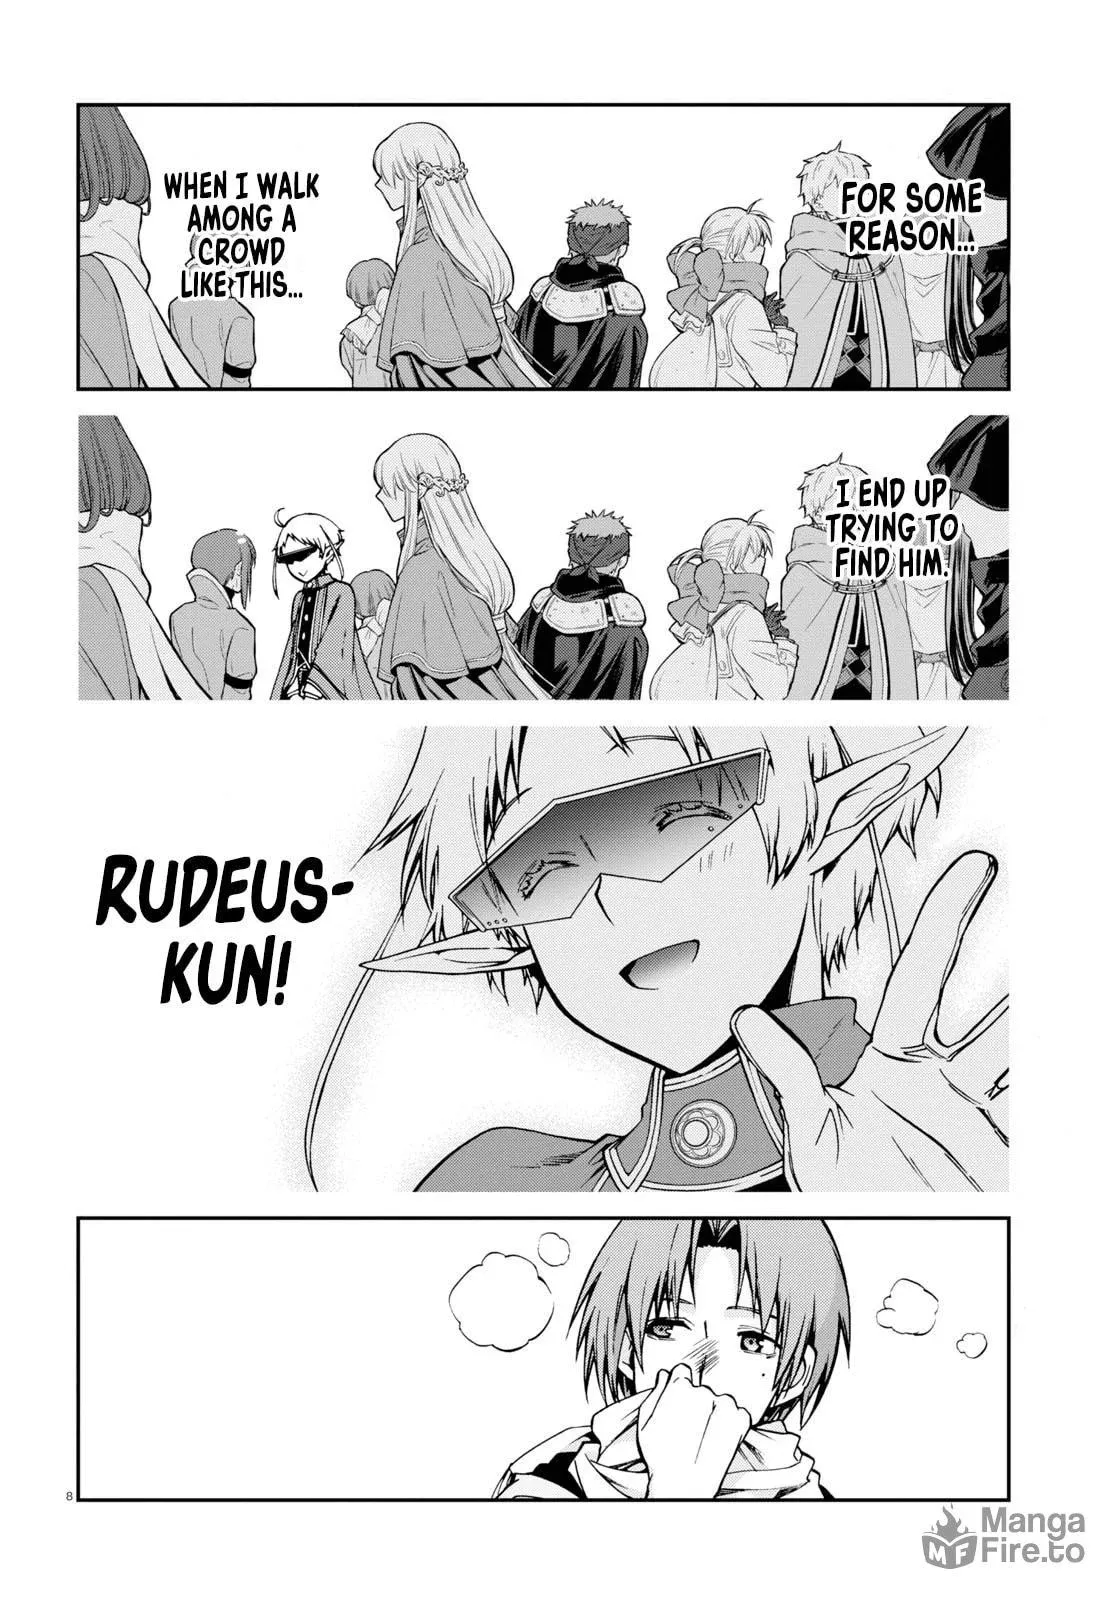 WHEN I WALK
AMONG A
CROWD
LIKE THIS...
FOR SOME
REASON...
I END UP
TRYING TO
FIND HIM.
RUDEUS-
KUN!
8
Manga
Fire.to
MF